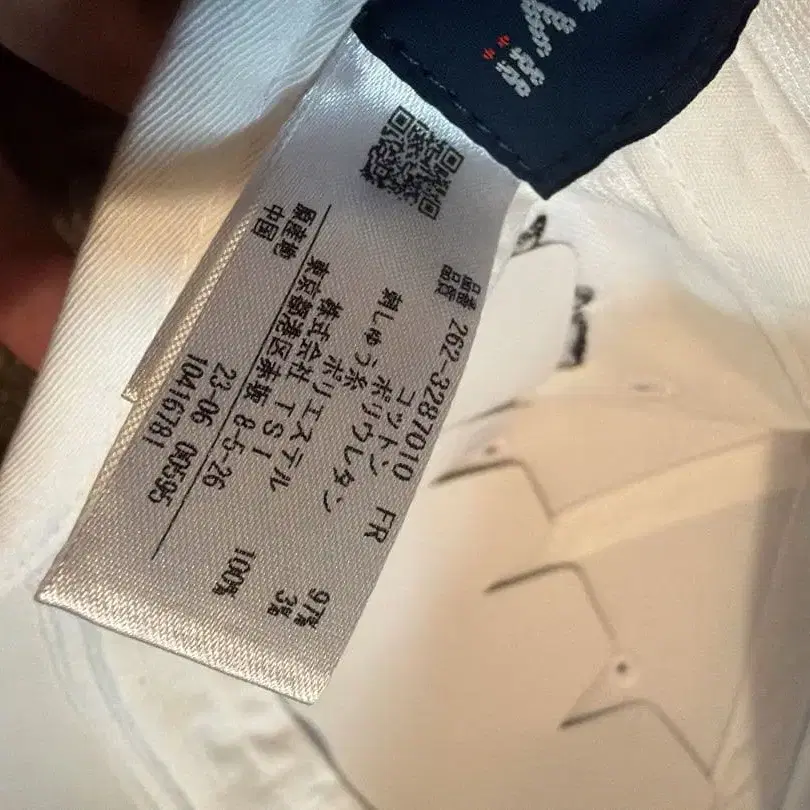 品番 262-3287010 FR
品質 コットン 97%
ポリウレタン 3%
刺しゅう糸 ポリエステル 100%
株式会社 TSI
東京都港区赤坂 8-5-26
原産地
中国
23-06 00595
10416781